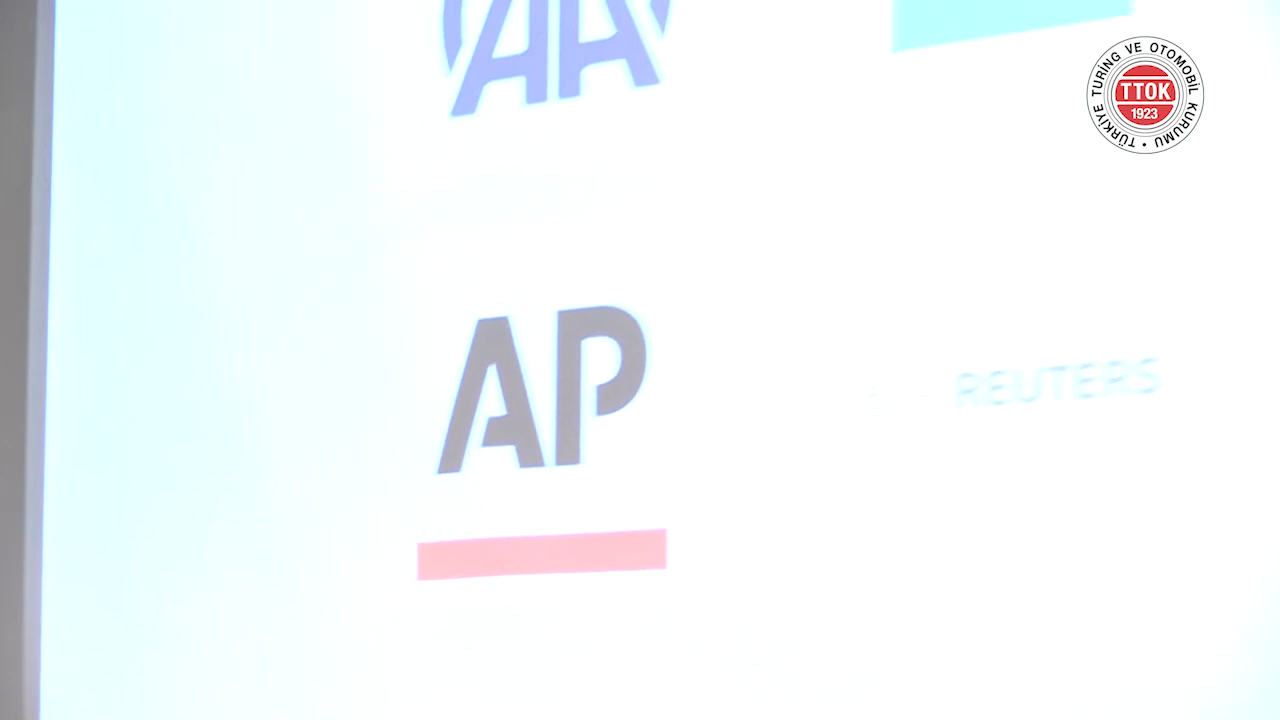 AA
TÜRKİYE TURİNG VE OTOMOBİL KURUMU •
TTOK
1923
AP
REUTERS